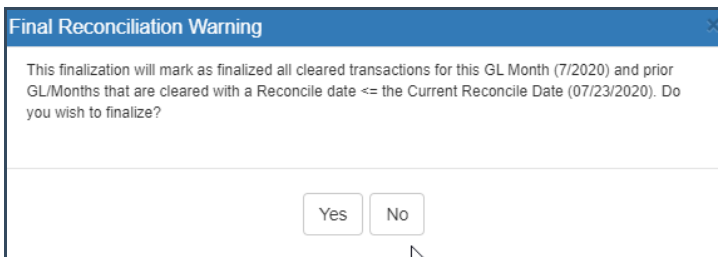 Final Reconciliation Warning
This finalization will mark as finalized all cleared transactions for this GL Month (7/2020) and prior
GL/Months that are cleared with a Reconcile date <= the Current Reconcile Date (07/23/2020). Do
you wish to finalize?
Yes No